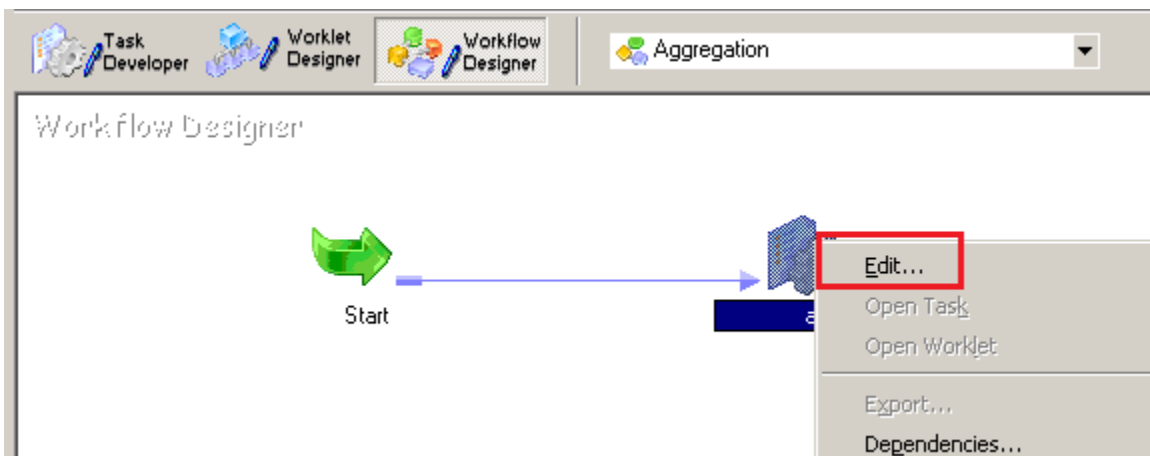 Task
Developer
Worklet
Designer
Workflow
Designer
Aggregation
Workflow Designer
Start
Edit...
Open Task
Open Worklet
Export...
Dependencies...